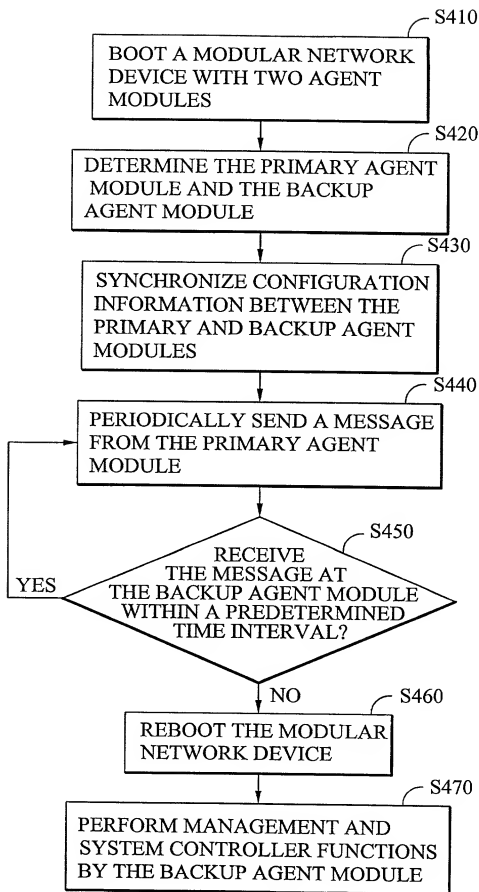 S410
BOOT A MODULAR NETWORK
DEVICE WITH TWO AGENT
MODULES
S420
DETERMINE THE PRIMARY AGENT
MODULE AND THE BACKUP
AGENT MODULE
S430
SYNCHRONIZE CONFIGURATION
INFORMATION BETWEEN THE
PRIMARY AND BACKUP AGENT
MODULES
S440
PERIODICALLY SEND A MESSAGE
FROM THE PRIMARY AGENT
MODULE
S450
RECEIVE
THE MESSAGE AT
THE BACKUP AGENT MODULE
WITHIN A PREDETERMINED
TIME INTERVAL?
YES
NO
S460
REBOOT THE MODULAR
NETWORK DEVICE
S470
PERFORM MANAGEMENT AND
SYSTEM CONTROLLER FUNCTIONS
BY THE BACKUP AGENT MODULE